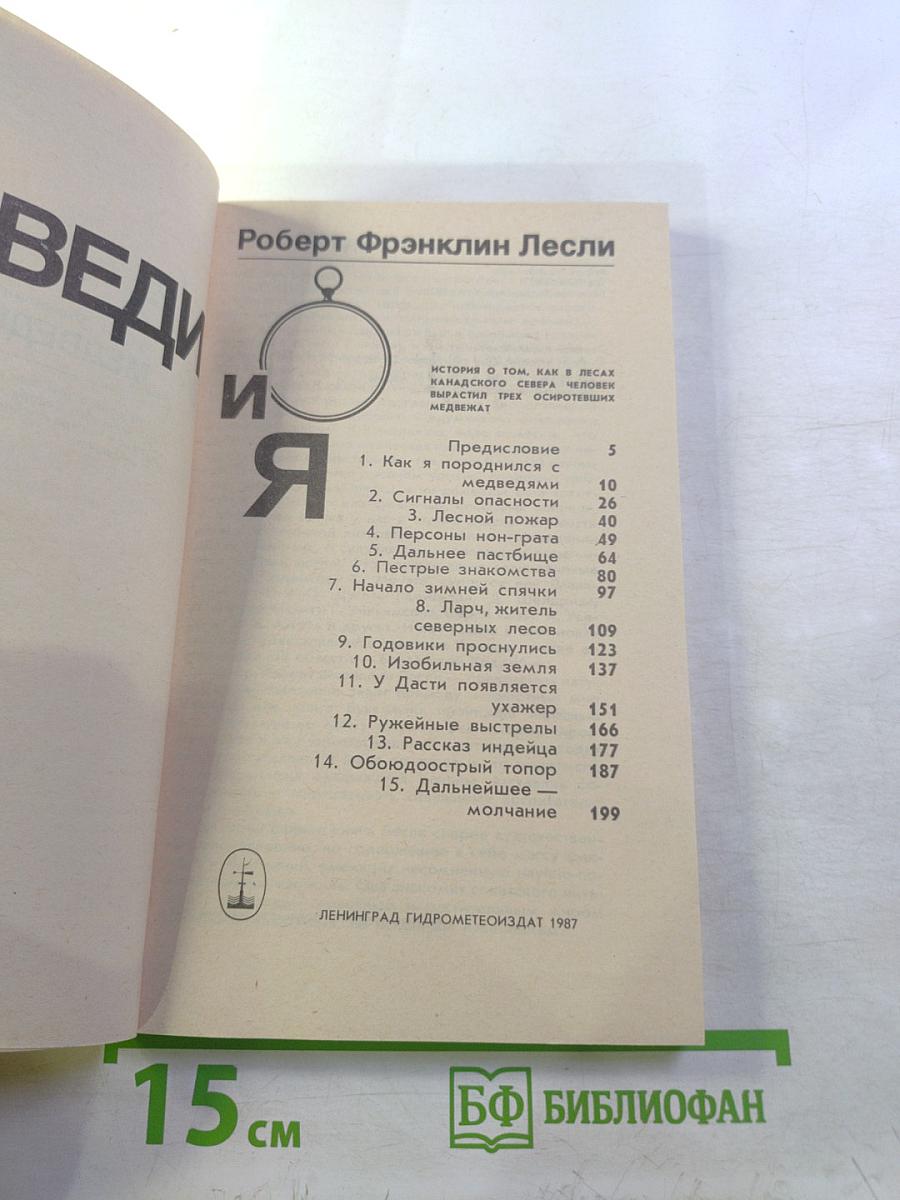 ВЕДИ
Роберт Фрэнклин Лесли
и
Я
ИСТОРИЯ О ТОМ, КАК В ЛЕСАХ
КАНАДСКОГО СЕВЕРА ЧЕЛОВЕК
ВЫРАСТИЛ ТРЕХ ОСИРОТЕВШИХ
МЕДВЕЖАТ
Предисловие 5
1. Как я породнился с
медведями 10
2. Сигналы опасности 26
3. Лесной пожар 40
4. Персоны нон-грата 49
5. Дальнее пастбище 64
6. Пестрые знакомства 80
7. Начало зимней спячки 97
8. Ларч, житель
северных лесов 109
9. Годовики проснулись 123
10. Изобильная земля 137
11. У Дасти появляется
ухажер 151
12. Ружейные выстрелы 166
13. Рассказ индейца 177
14. Обоюдоострый топор 187
15. Дальнейшее —
молчание 199
ЛЕНИНГРАД ГИДРОМЕТЕОИЗДАТ 1987
15 см
БФ БИБЛИОФАН